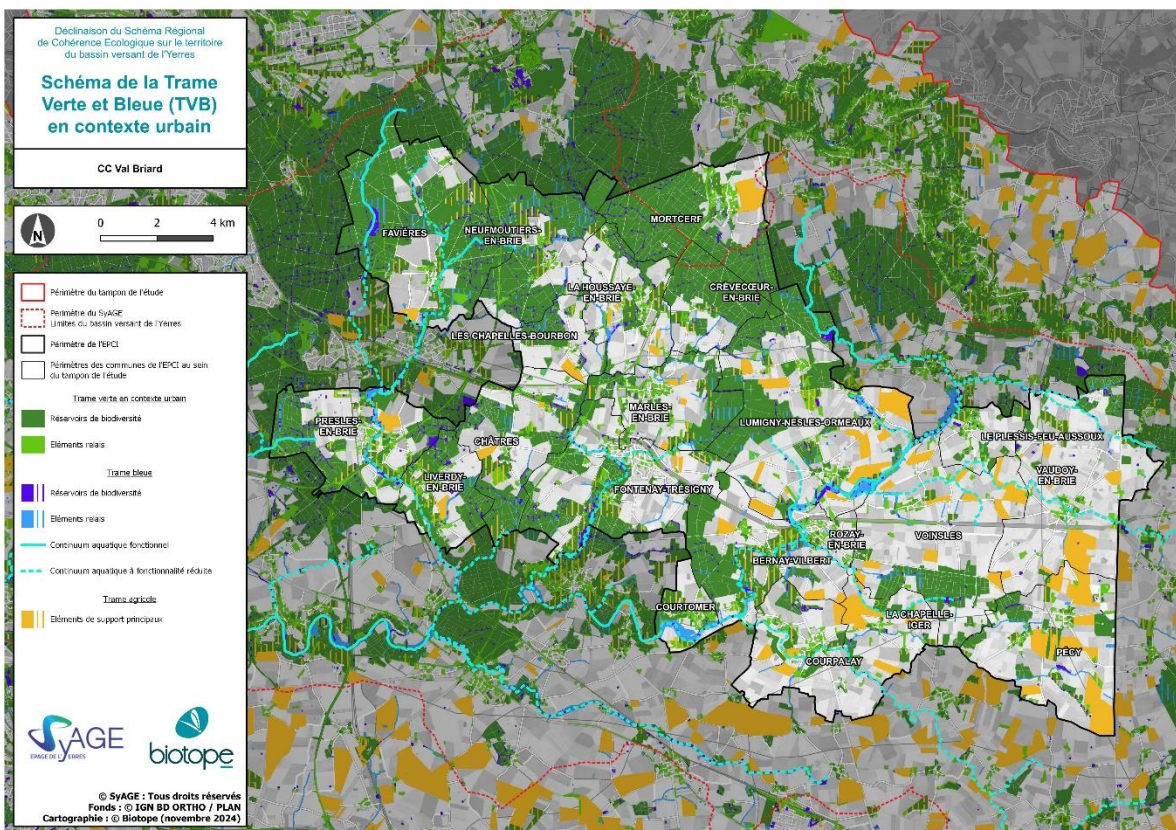 Déclinaison du Schéma Régional
de Cohérence Ecologique sur le territoire
du bassin versant de l'Yerres
Schéma de la Trame
Verte et Bleue (TVB)
en contexte urbain
CC Val Briard
N
0 2 4 km
Périmètre du tampon de l'étude
Périmètre du SyAGE
Limites du bassin versant de l'Yerres
Périmètre de l'EPCI
Périmètres des communes de l'EPCI au sein
du tampon de l'étude
Trame verte en contexte urbain
Réservoirs de biodiversité
Eléments relais
Trame bleue
Réservoirs de biodiversité
Eléments relais
Continuum aquatique fonctionnel
Continuum aquatique à fonctionnalité réduite
Trame agricole
Eléments de support principaux
SyAGE
EPAGE DE L'YERRES
biotope
© SyAGE : Tous droits réservés
Fonds : © IGN BD ORTHO / PLAN
Cartographie : © Biotope (novembre 2024)
MORTCERF
FAVIÈRES
NEUFMOUTIERS-
EN-BRIE
LA HOUSSAYE-
EN-BRIE
CRÈVECŒUR-
EN-BRIE
LES CHAPELLES-BOURBON
MARLES-
EN-BRIE
PRESLES-
EN-BRIE
LUMIGNY-NESLES-ORMEAUX
CHÂTRES
LE PLESSIS-FEU-AUSSOUX
VAUDOY-
EN-BRIE
LIVERDY-
EN-BRIE
FONTENAY-TRÉSIGNY
ROZAY-
EN-BRIE
VOINSLES
BERNAY-VILBERT
COURTOMER
LA CHAPELLE-
IGER
PÉCY
COURPALAY